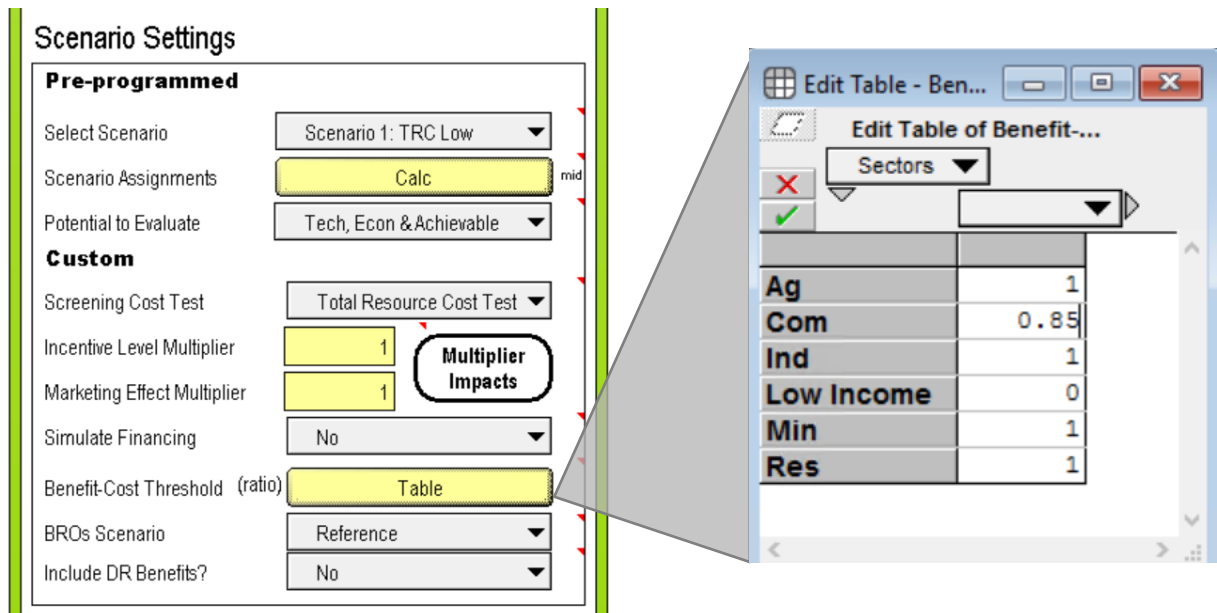 Scenario Settings
Pre-programmed
Select Scenario Scenario 1: TRC Low
Scenario Assignments Calc mid
Potential to Evaluate Tech, Econ & Achievable
Custom
Screening Cost Test Total Resource Cost Test
Incentive Level Multiplier 1
Marketing Effect Multiplier 1
Multiplier
Impacts
Simulate Financing No
Benefit-Cost Threshold (ratio) Table
BROs Scenario Reference
Include DR Benefits? No
Edit Table - Ben...
Edit Table of Benefit-...
Sectors
Ag 1
Com 0.85
Ind 1
Low Income 0
Min 1
Res 1